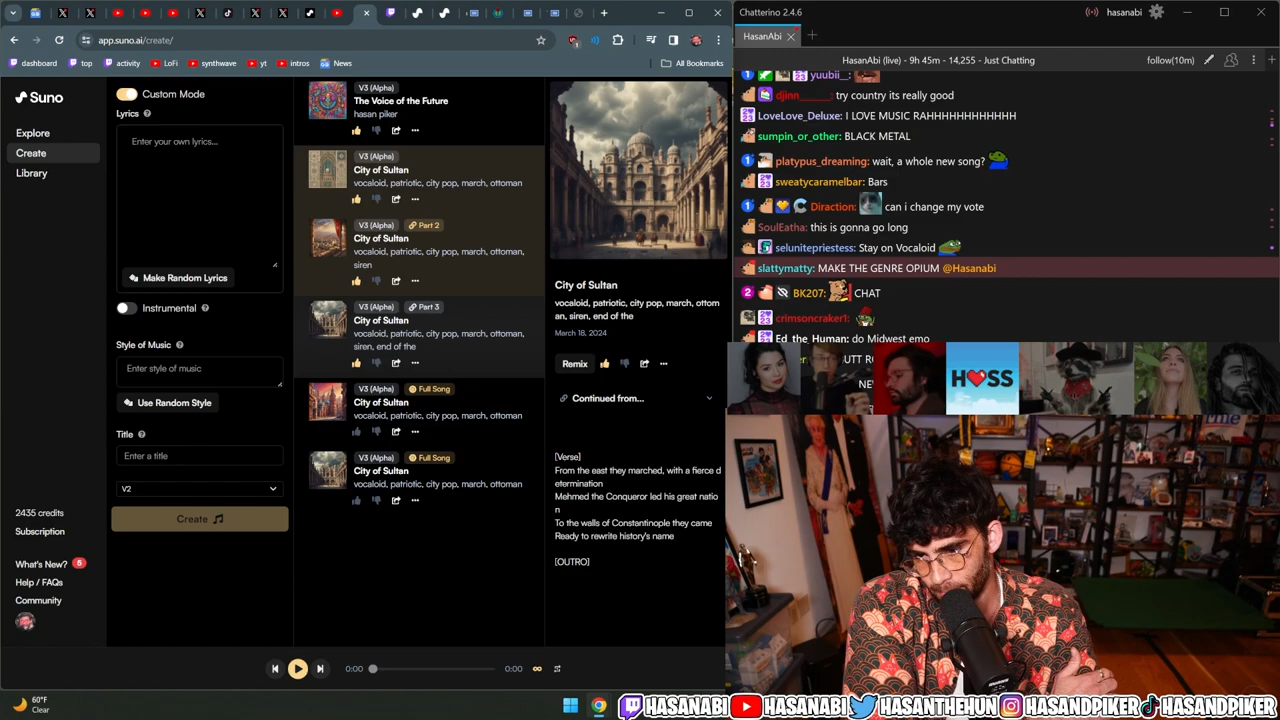 app.suno.ai/create/
dashboard
top
activity
LoFi
synthwave
yt
intros
News
All Bookmarks
Suno
Explore
Create
Library
2435 credits
Subscription
What's New? 6
Help / FAQs
Community
Custom Mode
Lyrics
Enter your own lyrics...
Make Random Lyrics
Instrumental
Style of Music
Enter style of music
Use Random Style
Title
Enter a title
V2
Create
V3 (Alpha)
The Voice of the Future
hasan piker
V3 (Alpha)
City of Sultan
vocaloid, patriotic, city pop, march, ottoman
V3 (Alpha) Part 2
City of Sultan
vocaloid, patriotic, city pop, march, ottoman,
siren
V3 (Alpha) Part 3
City of Sultan
vocaloid, patriotic, city pop, march, ottoman,
siren, end of the
V3 (Alpha) Full Song
City of Sultan
vocaloid, patriotic, city pop, march, ottoman
V3 (Alpha) Full Song
City of Sultan
vocaloid, patriotic, city pop, march, ottoman
City of Sultan
vocaloid, patriotic, city pop, march, ottom
an, siren, end of the
March 18, 2024
Remix
Continued from...
[Verse]
From the east they marched, with a fierce d
etermination
Mehmed the Conqueror led his great natio
n
To the walls of Constantinople they came
Ready to rewrite history's name
[OUTRO]
0:00
0:00
60°F
Clear
Chatterino 2.4.6
hasanabi
HasanAbi
HasanAbi (live) - 9h 45m - 14,255 - Just Chatting
follow(10m)
yuubii_:
djinn______: try country its really good
LoveLove_Deluxe: I LOVE MUSIC RAHHHHHHHHHHHH
sumpin_or_other: BLACK METAL
platypus_dreaming: wait, a whole new song?
sweatycaramelbar: Bars
Diraction: can i change my vote
SoulEatha: this is gonna go long
selunitepriestess: Stay on Vocaloid
slattymatty: MAKE THE GENRE OPIUM @Hasanabi
BK207: CHAT
crimsoncraker1:
Ed_the_Human: do Midwest emo
HASANABI
HASANABI
HASANTHEHUN
HASANDPIKER
HASANDPIKER